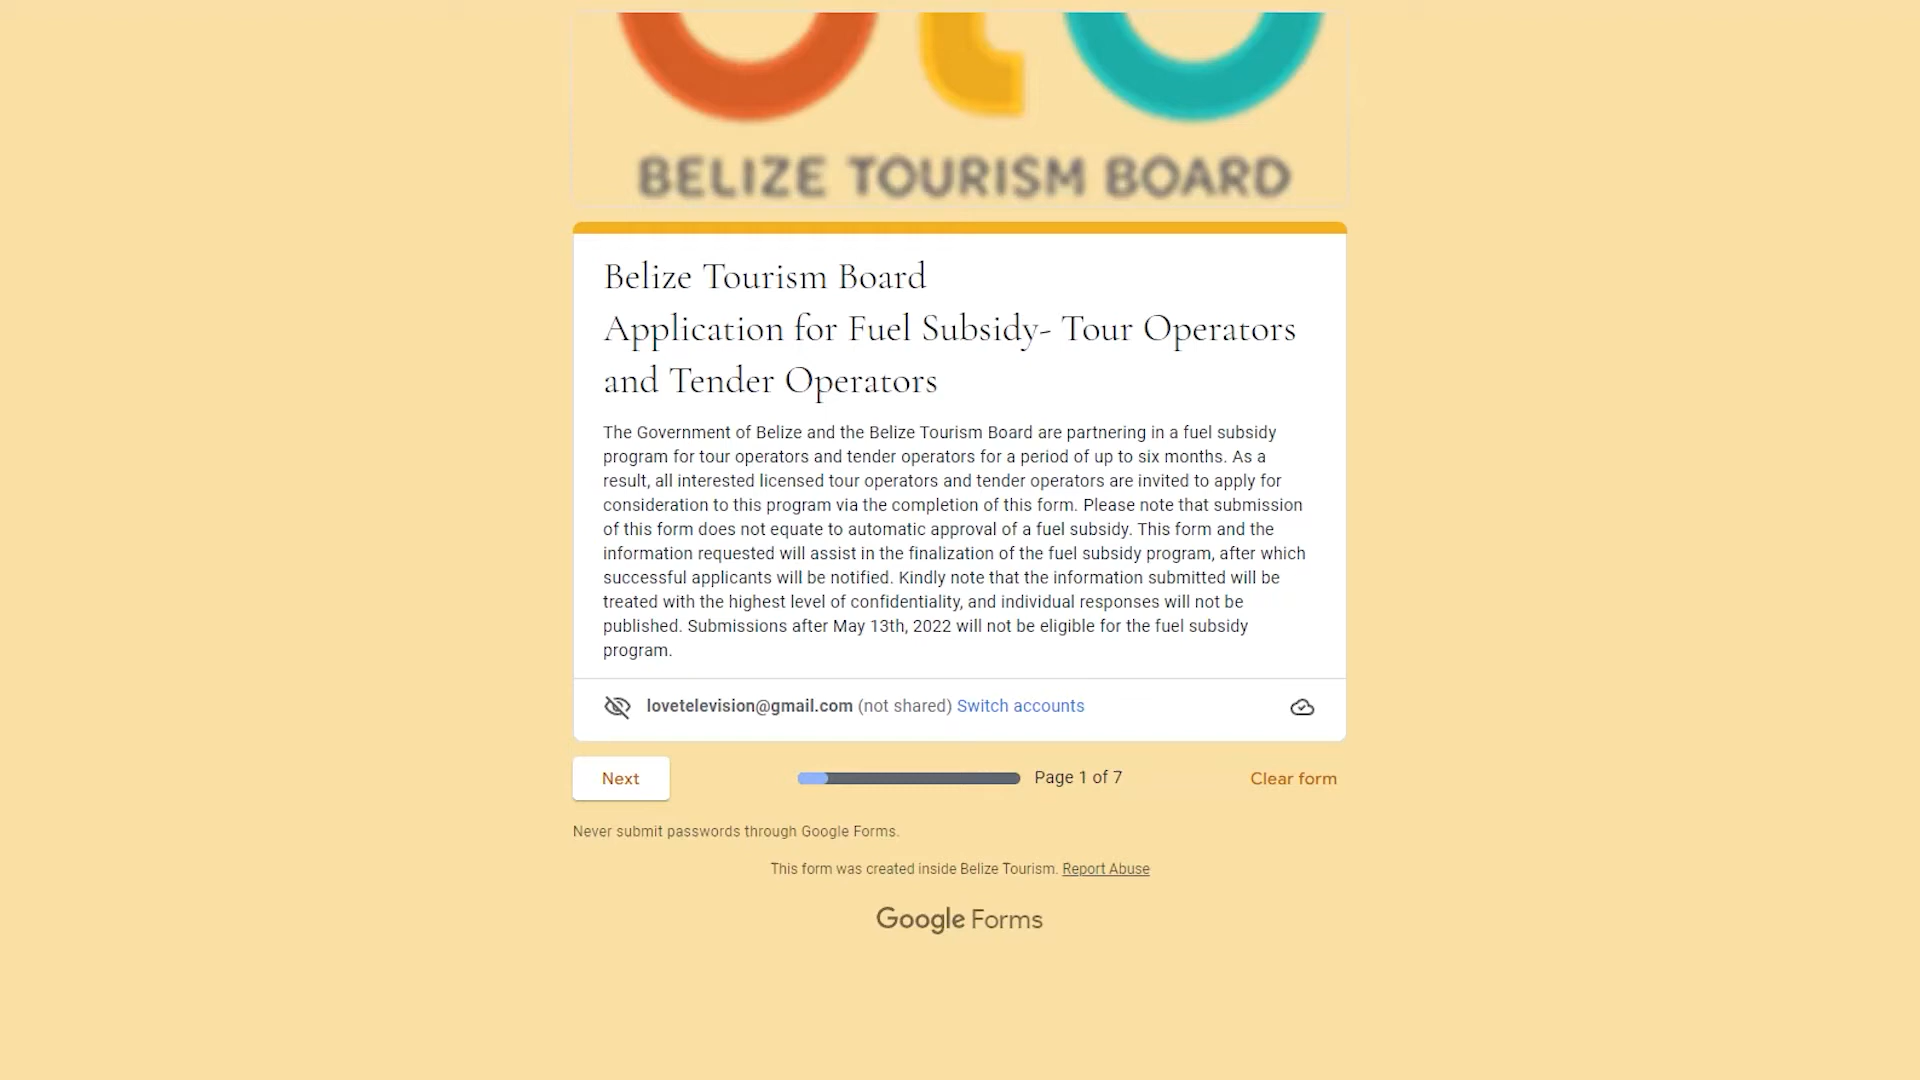 btb
BELIZE TOURISM BOARD
Belize Tourism Board
Application for Fuel Subsidy- Tour Operators
and Tender Operators
The Government of Belize and the Belize Tourism Board are partnering in a fuel subsidy
program for tour operators and tender operators for a period of up to six months. As a
result, all interested licensed tour operators and tender operators are invited to apply for
consideration to this program via the completion of this form. Please note that submission
of this form does not equate to automatic approval of a fuel subsidy. This form and the
information requested will assist in the finalization of the fuel subsidy program, after which
successful applicants will be notified. Kindly note that the information submitted will be
treated with the highest level of confidentiality, and individual responses will not be
published. Submissions after May 13th, 2022 will not be eligible for the fuel subsidy
program.
lovetelevision@gmail.com (not shared) Switch accounts
Next
Page 1 of 7
Clear form
Never submit passwords through Google Forms.
This form was created inside Belize Tourism. Report Abuse
Google Forms